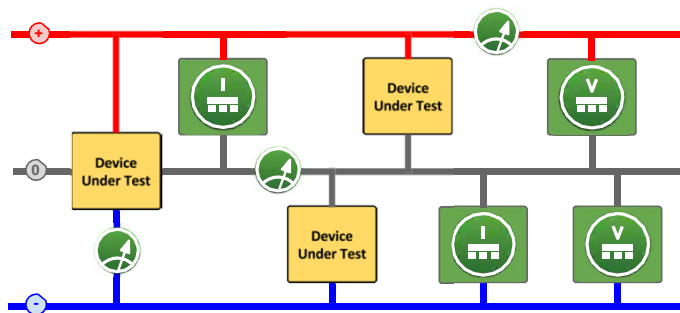 +
I
V
Device
Under Test
0
Device
Under Test
Device
Under Test
I
V
-